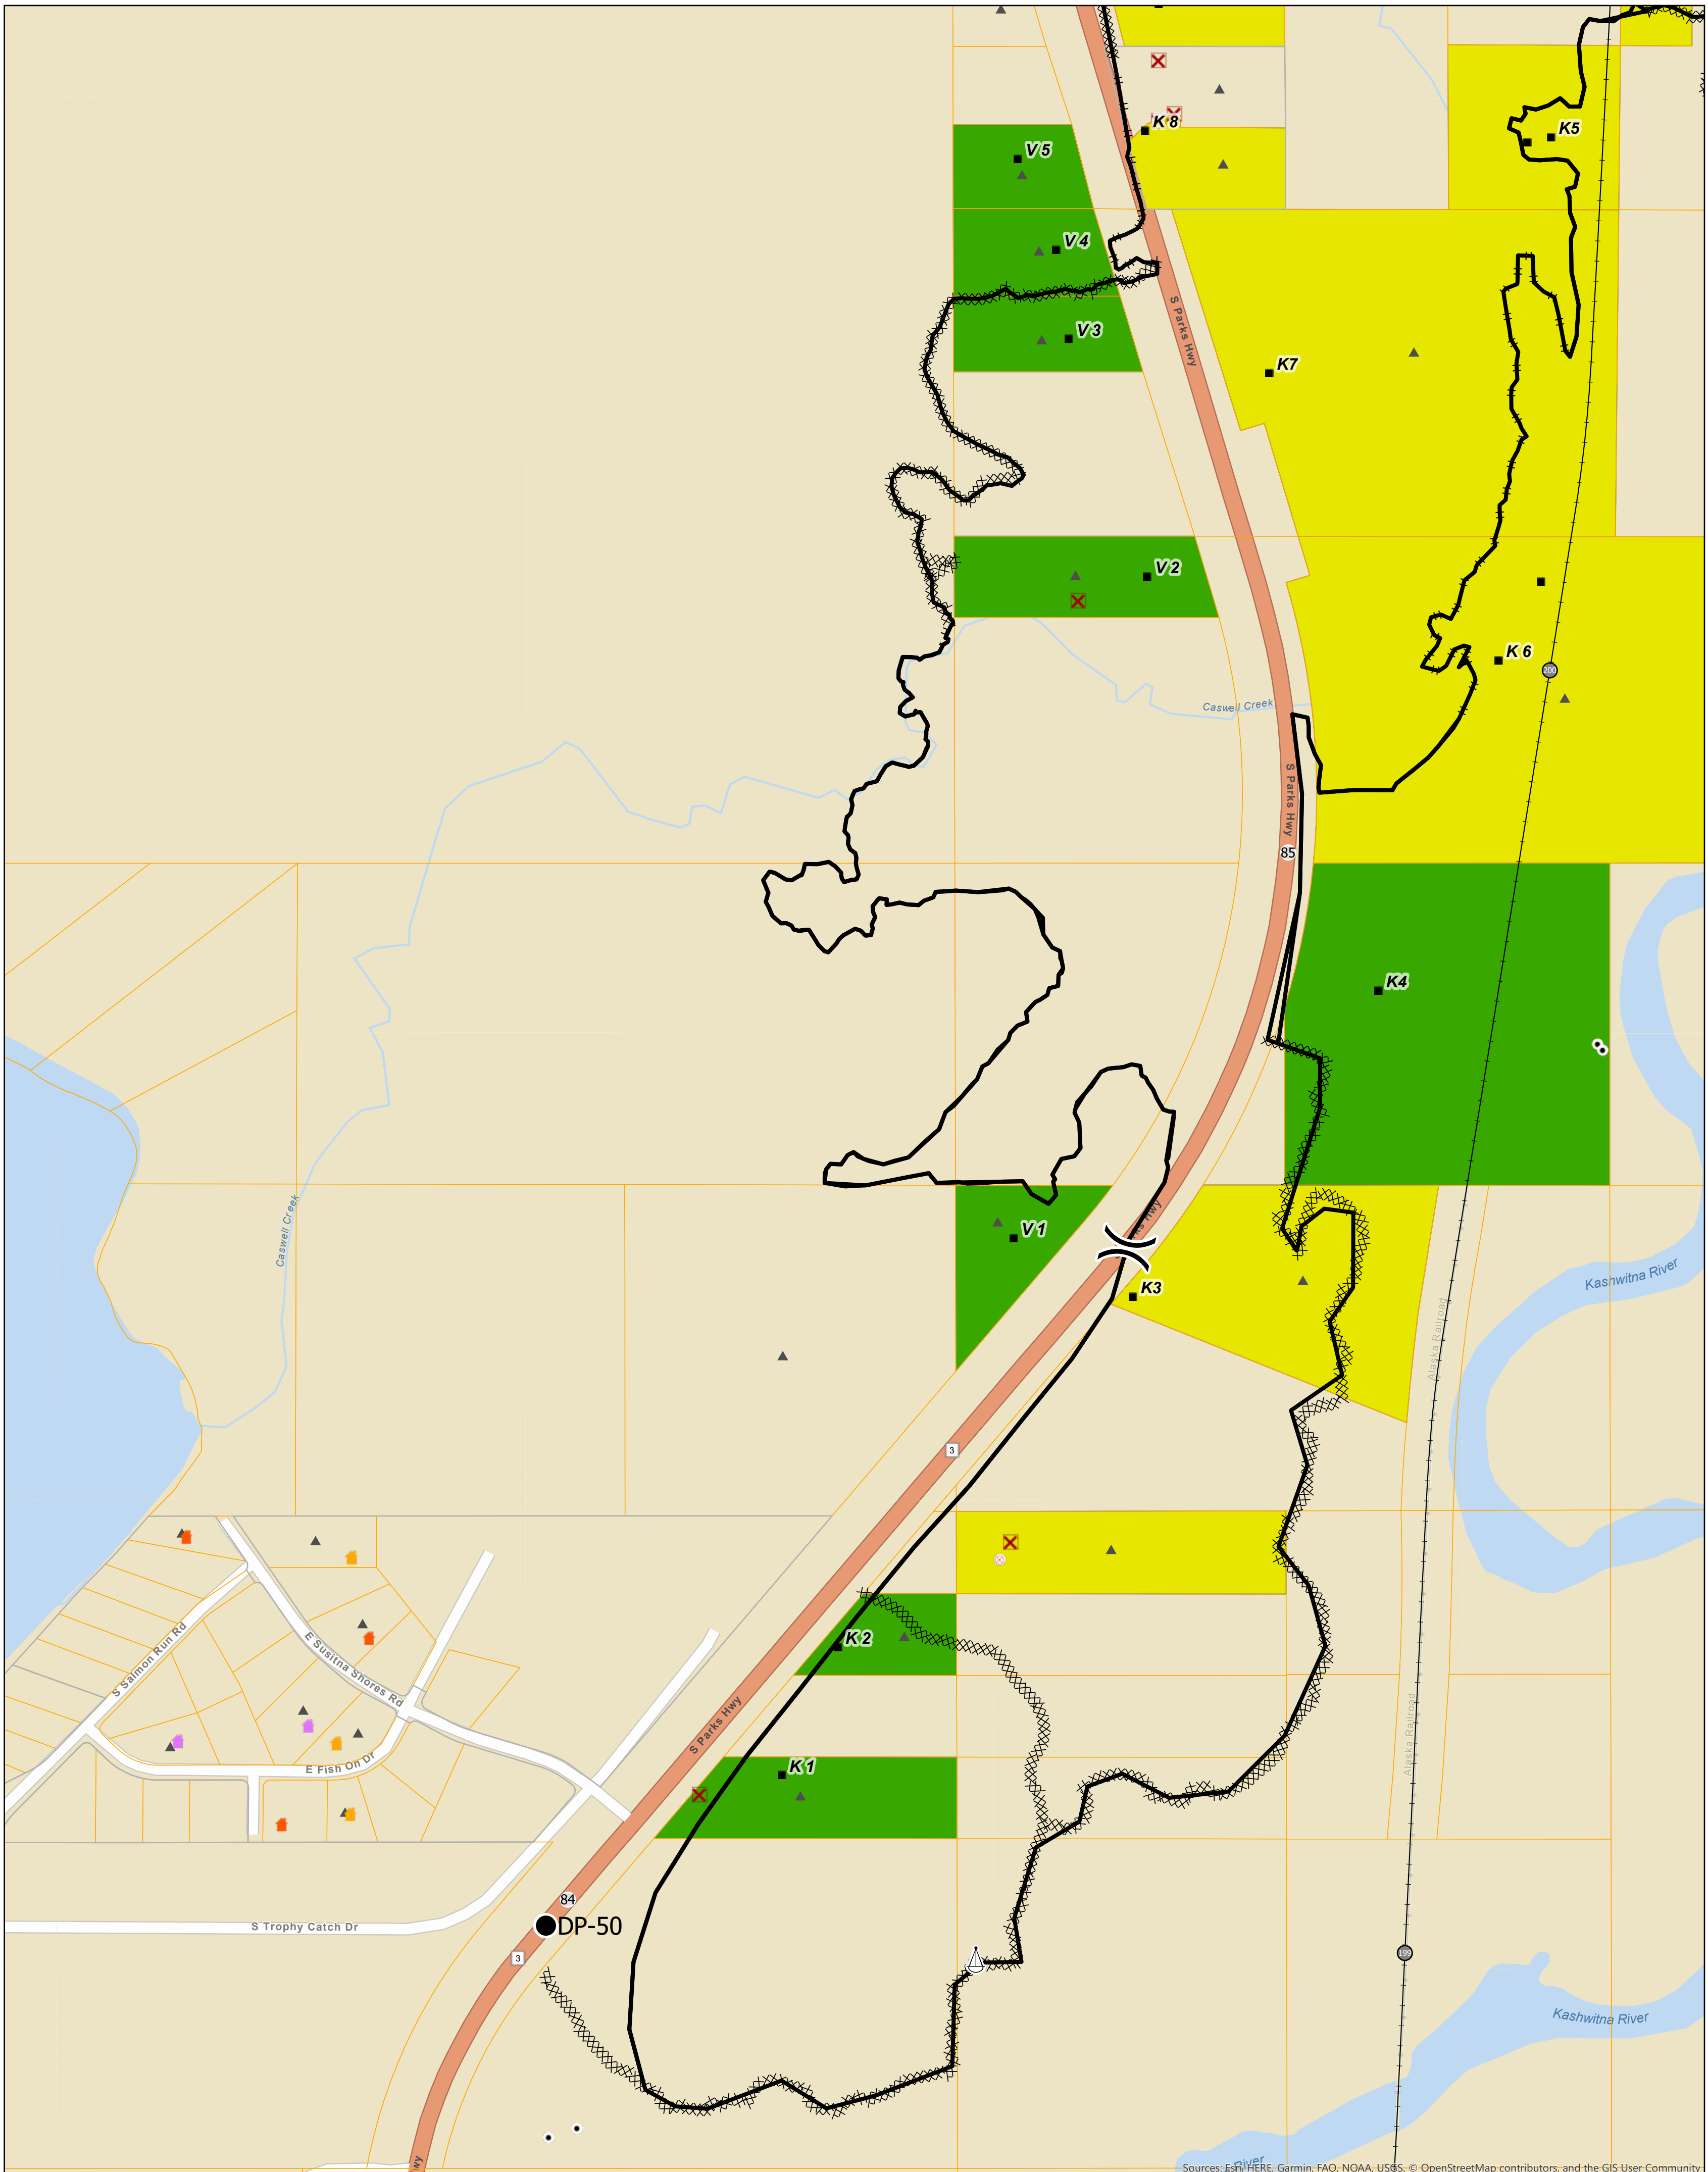 K 8
K5
V 5
V 4
S Parks Hwy
V 3
K7
V 2
K 6
200
Caswell Creek
S Parks Hwy
85
K4
Caswell Creek
V 1
Kashwitna River
K3
Alaska Railroad
3
S Salmon Run Rd
E Susitna Shores Rd
K 2
S Parks Hwy
Alaska Railroad
E Fish On Dr
K 1
84
S Trophy Catch Dr
DP-50
3
199
Kashwitna River
River
Sources: Esri, HERE, Garmin, FAO, NOAA, USGS, © OpenStreetMap contributors, and the GIS User Community